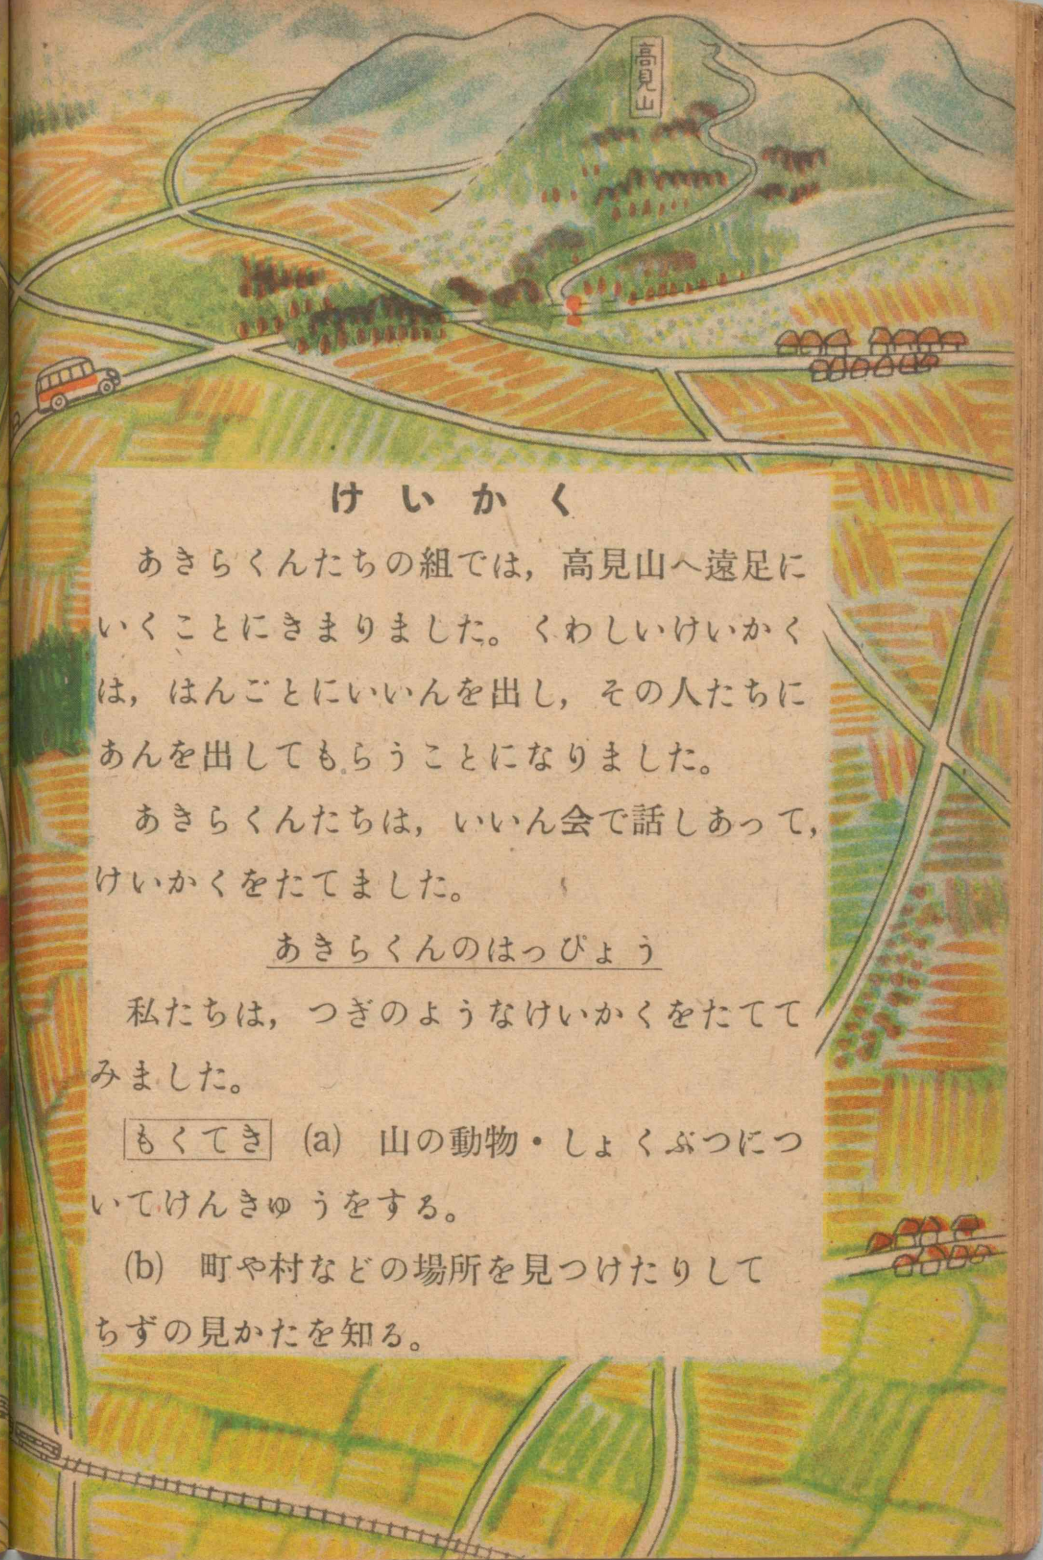 高見山
けいかく
あきらくんたちの組では，高見山へ遠足に
いくことにきまりました。くわしいけいかく
は，はんごとにいいんを出し，その人たちに
あんを出してもらうことになりました。
あきらくんたちは，いいん会で話しあって，
けいかくをたてました。
あきらくんのはっぴょう
私たちは，つぎのようなけいかくをたてて
みました。
もくてき (a) 山の動物・しょくぶつにつ
いてけんきゅうをする。
(b) 町や村などの場所を見つけたりして
ちずの見かたを知る。